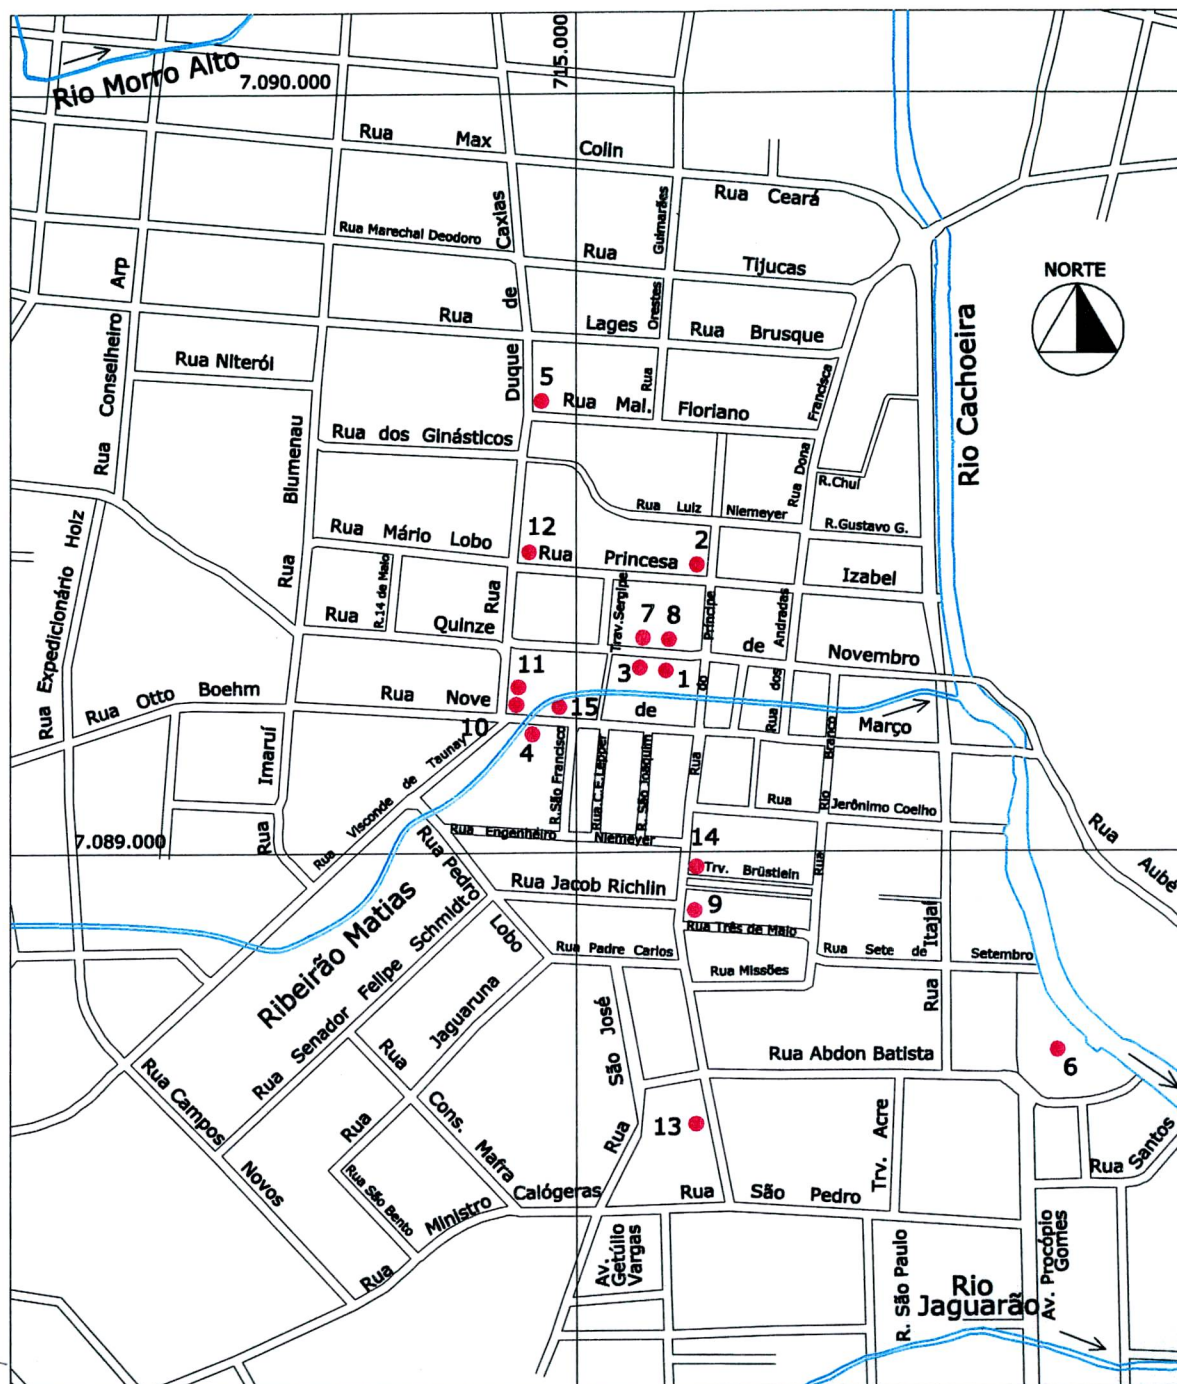 715.000
Rio Morro Alto
7.090.000
Rua Max Colin
Rua Ceará
Rua Marechal Deodoro
Rua Tijucas
Rua Orestes Guimarães
Rua Duque de Caxias
Rua Conselheiro Arp
NORTE
Rua Lages
Rua Brusque
Rua Niterói
Rio Cachoeira
5
Rua Mal. Floriano
Rua Dona Francisca
Rua dos Ginásticos
Rua Blumenau
R.Chuí
Rua Luiz Niemeyer
R.Gustavo G.
Rua Expedicionário Holz
Rua Mário Lobo
12
Rua Princesa Izabel
2
R.14 de Maio
Trav.Sergipe
Rua do Príncipe
Rua dos Andradas
Rua Quinze de Novembro
7
8
3
1
11
Rua Otto Boehm
Rua Nove de Março
10
15
4
Rua Imaruí
Rua Visconde de Taunay
R.São Francisco
Rua C.E.Lepper
R. São Joaquim
Rua Rio Branco
Rua Jerônimo Coelho
Rua Engenheiro Niemeyer
7.089.000
Rua Aubé
14
Trv. Brüstlein
Rua Pedro Lobo
Rua Jacob Richlin
9
Rua Três de Maio
Ribeirão Matias
Rua Senador Felipe Schmidt
Rua Padre Carlos
Rua Sete de Setembro
Rua Itajaí
Rua Missões
Rua Jaguaruna
Rua São José
Rua Abdon Batista
6
Rua Campos Novos
Rua Cons. Mafra
13
Trv. Acre
Rua Santos
Rua São Bento
Rua Ministro Calógeras
Rua São Pedro
Av. Getúlio Vargas
R. São Paulo
Av. Procópio Gomes
Rio Jaguarão